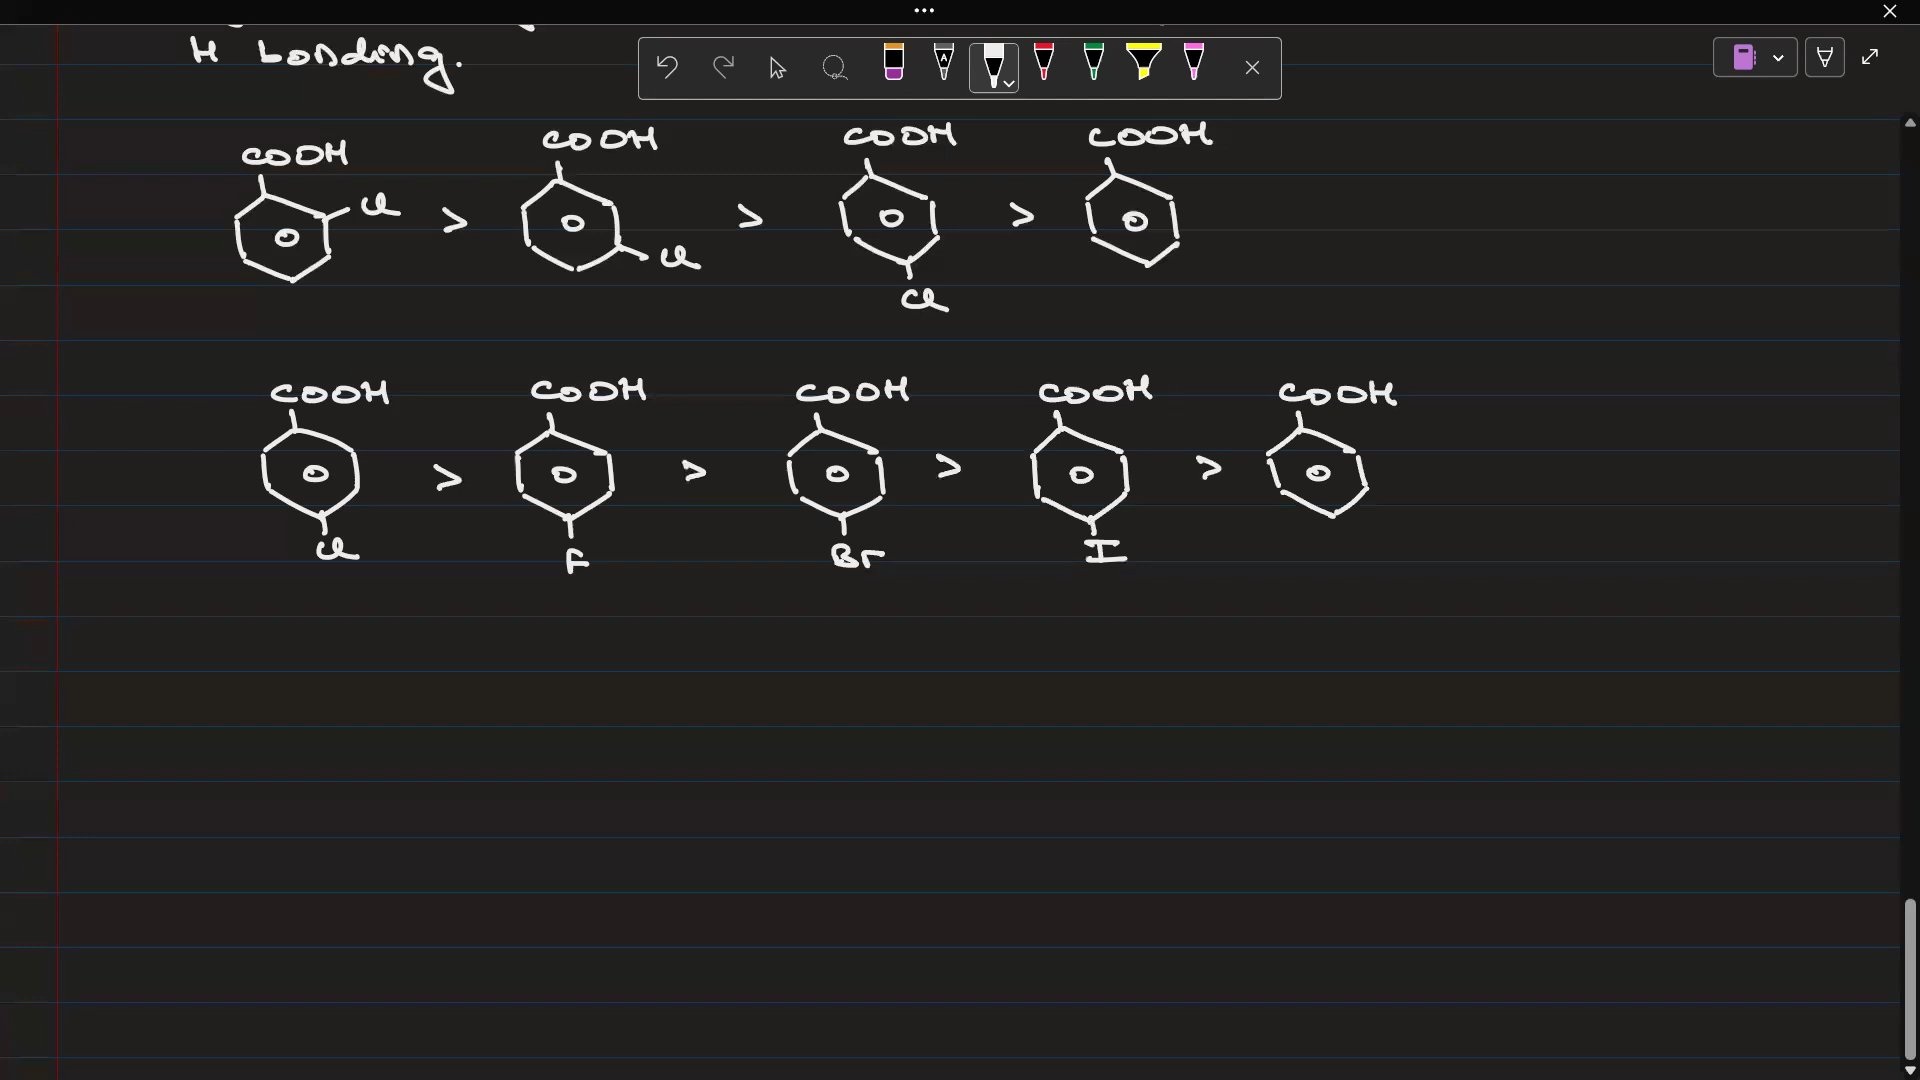 H bonding.
COOH COOH COOH COOH
Cl > > > 
Cl
Cl
COOH COOH COOH COOH COOH
> > > >
Cl F Br I